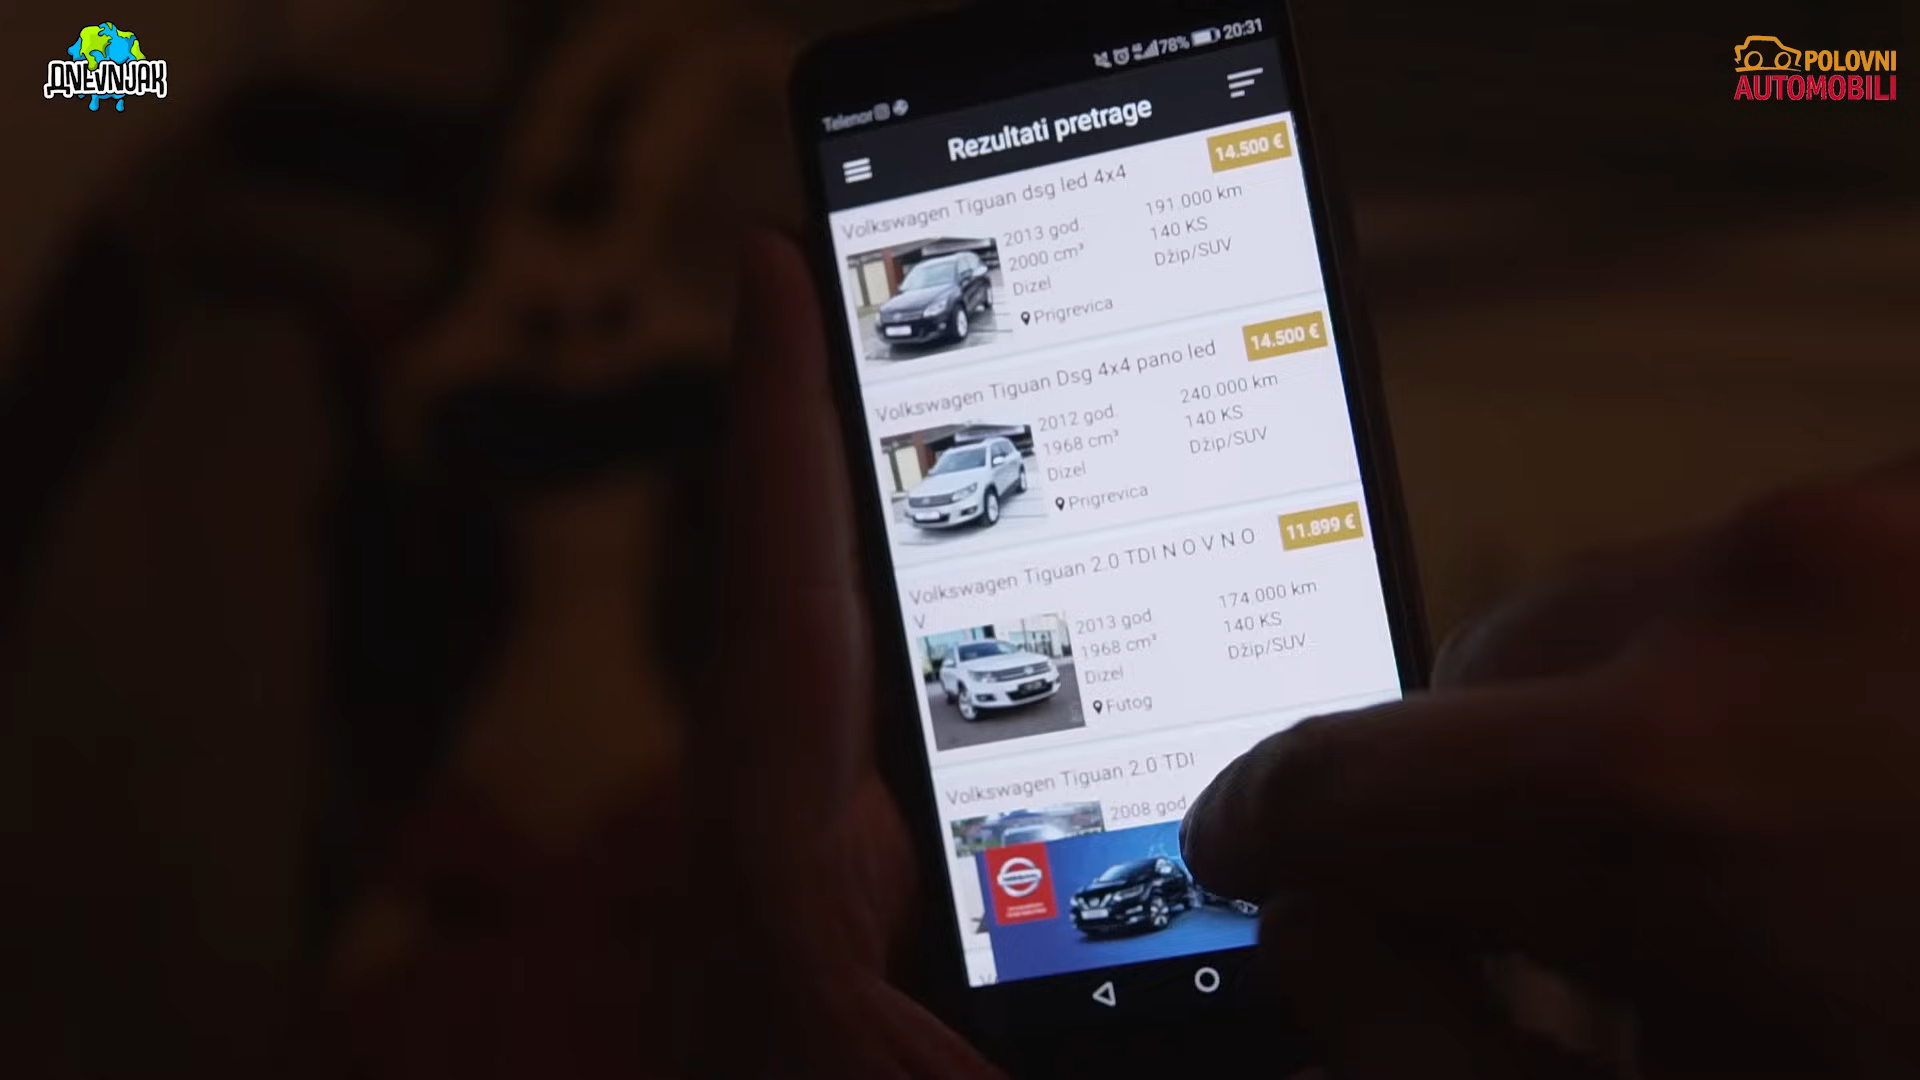 DNEVNJAK
POLOVNI
AUTOMOBILI
Telenor 78% 20:31
Rezultati pretrage
Volkswagen Tiguan dsg led 4x4
14.500 €
2013 god. 191.000 km
2000 cm³ 140 KS
Dizel Džip/SUV
Prigrevica
Volkswagen Tiguan Dsg 4x4 pano led
14.500 €
2012 god. 240.000 km
1968 cm³ 140 KS
Dizel Džip/SUV
Prigrevica
Volkswagen Tiguan 2.0 TDI N O V N O
V
11.899 €
2013 god 174.000 km
1968 cm³ 140 KS
Dizel Džip/SUV
Futog
Volkswagen Tiguan 2.0 TDI
2008 god